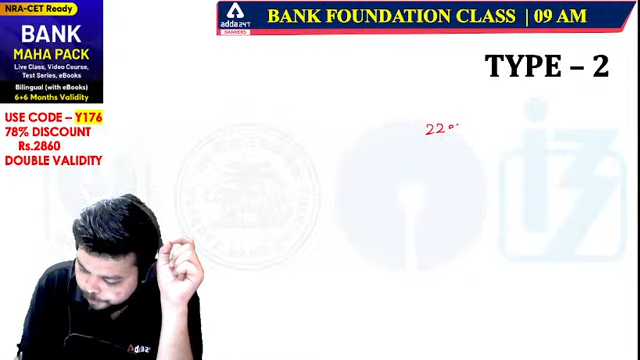 NRA-CET Ready
BANK
MAHA PACK
Live Class, Video Course,
Test Series, eBooks
Bilingual (with eBooks)
6+6 Months Validity
USE CODE – Y176
78% DISCOUNT
Rs.2860
DOUBLE VALIDITY
adda247
BANKERS
BANK FOUNDATION CLASS | 09 AM
TYPE – 2
22